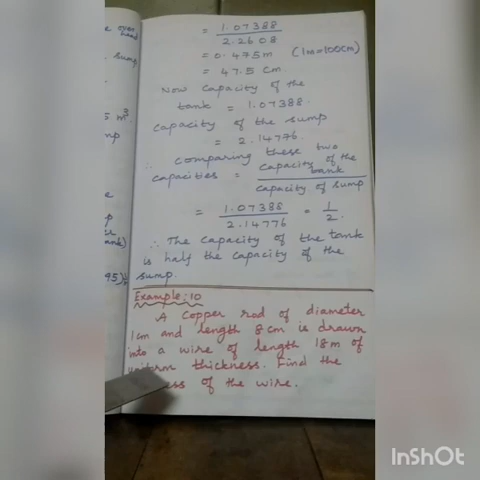 = 1.07388
2.2608
= 0.475m (1m=100cm)
= 47.5 cm.
Now capacity of the
tank = 1.07388.
capacity of the sump
= 2.14776.
∴ comparing these two
capacities = capacity of the tank
capacity of sump
= 1.07388 = 1
2.14776 2.
∴ The capacity of the tank
is half the capacity of the
sump.
Example:10
A copper rod of diameter
1cm and length 8cm is drawn
into a wire of length 18m of
uniform thickness. Find the
ess of the wire.
InShOt